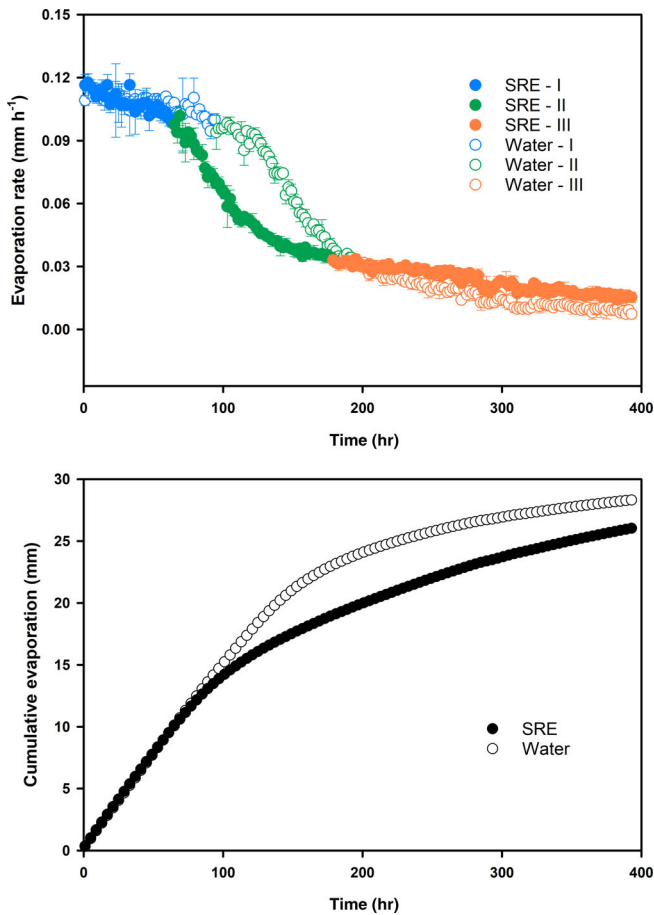 0.15
0.12
0.09
0.06
0.03
0.00
Evaporation rate (mm h⁻¹)
SRE - I
SRE - II
SRE - III
Water - I
Water - II
Water - III
0 100 200 300 400
Time (hr)
30
25
20
15
10
5
0
Cumulative evaporation (mm)
SRE
Water
0 100 200 300 400
Time (hr)